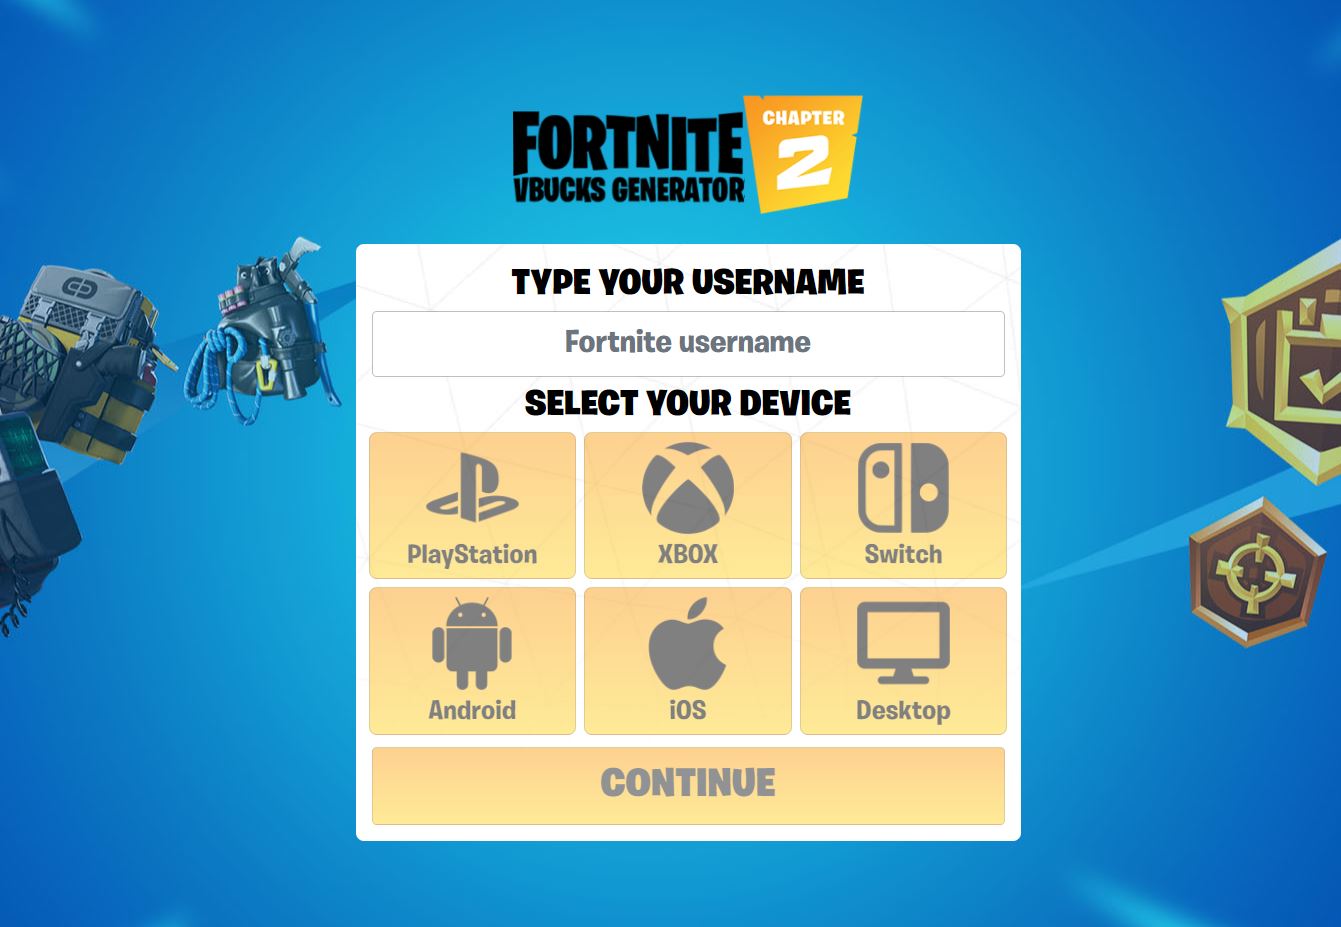 FORTNITE
VBUCKS GENERATOR
CHAPTER
2
TYPE YOUR USERNAME
Fortnite username
SELECT YOUR DEVICE
PlayStation
XBOX
Switch
Android
iOS
Desktop
CONTINUE